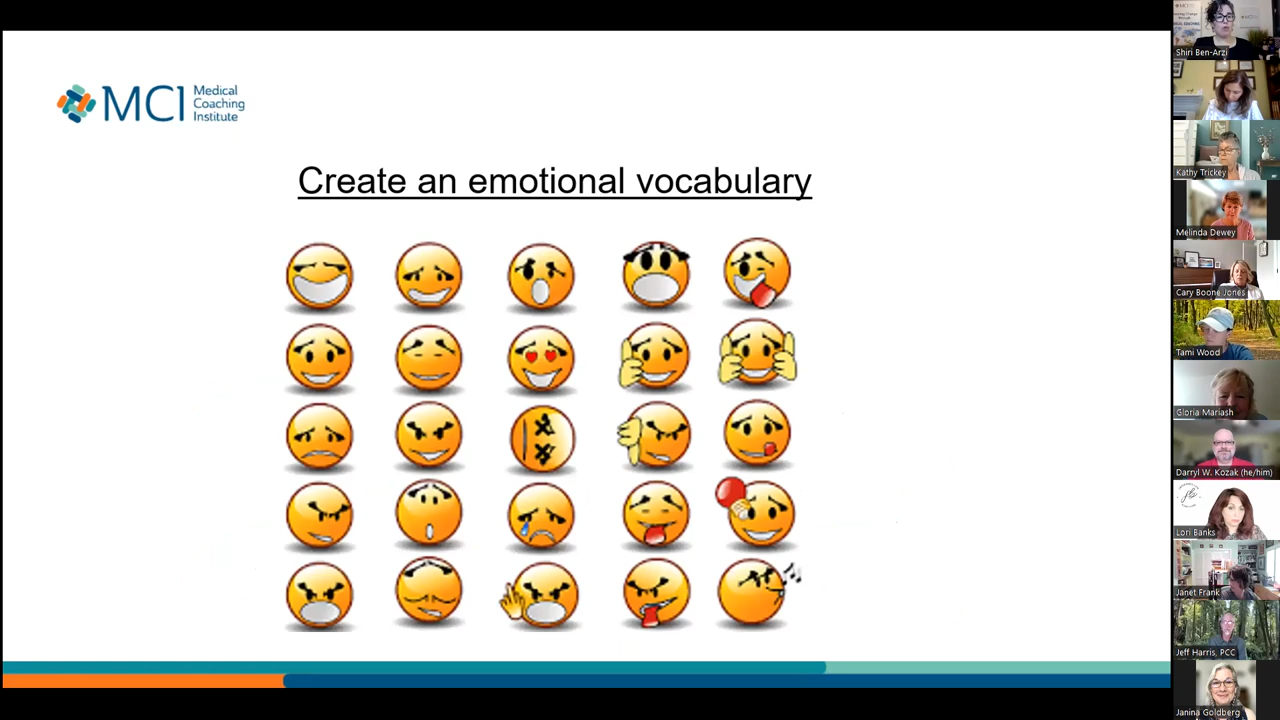 MCI
Medical
Coaching
Institute
Create an emotional vocabulary
Shiri Ben-Arzi
Kathy Trickey
Melinda Dewey
Cary Boone Jones
Tami Wood
Gloria Mariash
Darryl W. Kozak (he/him)
Lori Banks
Janet Frank
Jeff Harris, PCC
Janina Goldberg